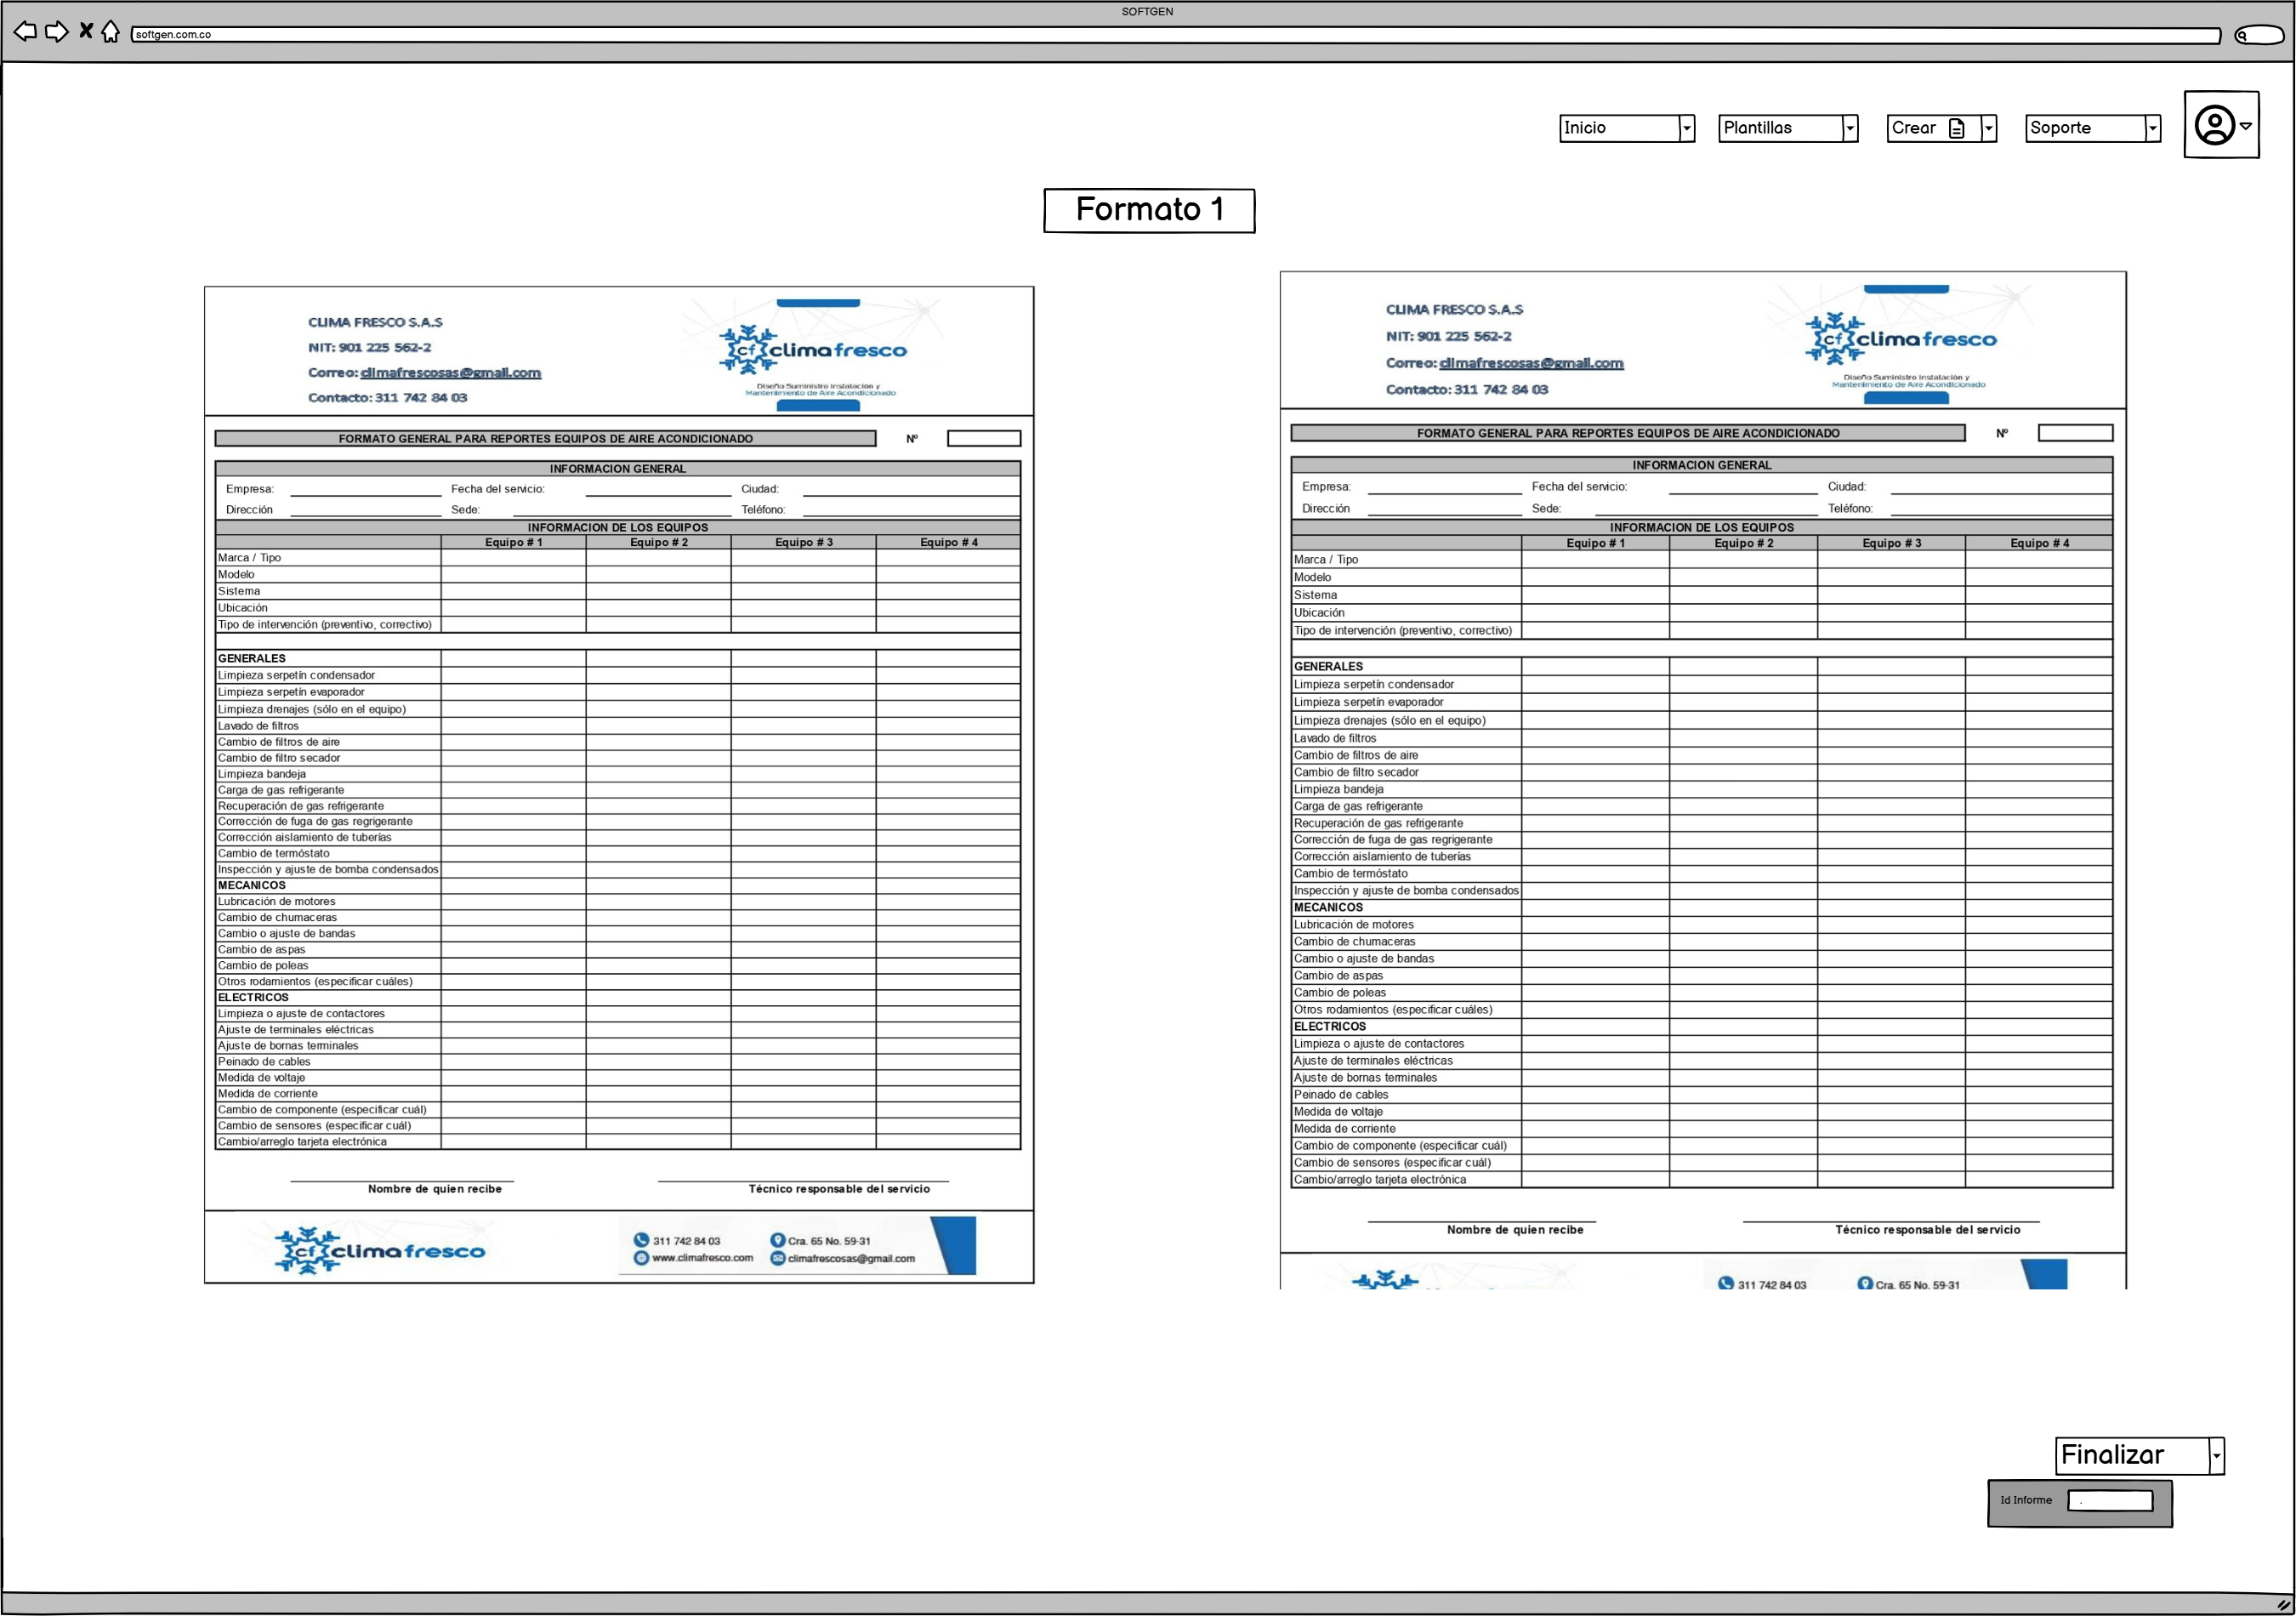 SOFTGEN
softgen.com.co
Inicio
Plantillas
Crear
Soporte
Formato 1
CLIMA FRESCO S.A.S
NIT: 901 225 562-2
Correo: climafrescosas@gmail.com
Contacto: 311 742 84 03
cf climafresco
Diseño Suministro Instalación y
Mantenimiento de Aire Acondicionado
FORMATO GENERAL PARA REPORTES EQUIPOS DE AIRE ACONDICIONADO Nº
INFORMACION GENERAL
Empresa: Fecha del servicio: Ciudad:
Dirección Sede: Teléfono:
INFORMACION DE LOS EQUIPOS
Equipo # 1 Equipo # 2 Equipo # 3 Equipo # 4
Marca / Tipo
Modelo
Sistema
Ubicación
Tipo de intervención (preventivo, correctivo)
GENERALES
Limpieza serpetín condensador
Limpieza serpetín evaporador
Limpieza drenajes (sólo en el equipo)
Lavado de filtros
Cambio de filtros de aire
Cambio de filtro secador
Limpieza bandeja
Carga de gas refrigerante
Recuperación de gas refrigerante
Corrección de fuga de gas regrigerante
Corrección aislamiento de tuberías
Cambio de termóstato
Inspección y ajuste de bomba condensados
MECANICOS
Lubricación de motores
Cambio de chumaceras
Cambio o ajuste de bandas
Cambio de aspas
Cambio de poleas
Otros rodamientos (especificar cuáles)
ELECTRICOS
Limpieza o ajuste de contactores
Ajuste de terminales eléctricas
Ajuste de bornas terminales
Peinado de cables
Medida de voltaje
Medida de corriente
Cambio de componente (especificar cuál)
Cambio de sensores (especificar cuál)
Cambio/arreglo tarjeta electrónica
Nombre de quien recibe Técnico responsable del servicio
cf climafresco
311 742 84 03 Cra. 65 No. 59-31
www.climafresco.com climafrescosas@gmail.com
CLIMA FRESCO S.A.S
NIT: 901 225 562-2
Correo: climafrescosas@gmail.com
Contacto: 311 742 84 03
cf climafresco
Diseño Suministro Instalación y
Mantenimiento de Aire Acondicionado
FORMATO GENERAL PARA REPORTES EQUIPOS DE AIRE ACONDICIONADO Nº
INFORMACION GENERAL
Empresa: Fecha del servicio: Ciudad:
Dirección Sede: Teléfono:
INFORMACION DE LOS EQUIPOS
Equipo # 1 Equipo # 2 Equipo # 3 Equipo # 4
Marca / Tipo
Modelo
Sistema
Ubicación
Tipo de intervención (preventivo, correctivo)
GENERALES
Limpieza serpetín condensador
Limpieza serpetín evaporador
Limpieza drenajes (sólo en el equipo)
Lavado de filtros
Cambio de filtros de aire
Cambio de filtro secador
Limpieza bandeja
Carga de gas refrigerante
Recuperación de gas refrigerante
Corrección de fuga de gas regrigerante
Corrección aislamiento de tuberías
Cambio de termóstato
Inspección y ajuste de bomba condensados
MECANICOS
Lubricación de motores
Cambio de chumaceras
Cambio o ajuste de bandas
Cambio de aspas
Cambio de poleas
Otros rodamientos (especificar cuáles)
ELECTRICOS
Limpieza o ajuste de contactores
Ajuste de terminales eléctricas
Ajuste de bornas terminales
Peinado de cables
Medida de voltaje
Medida de corriente
Cambio de componente (especificar cuál)
Cambio de sensores (especificar cuál)
Cambio/arreglo tarjeta electrónica
Nombre de quien recibe Técnico responsable del servicio
311 742 84 03 Cra. 65 No. 59-31
Finalizar
Id Informe .